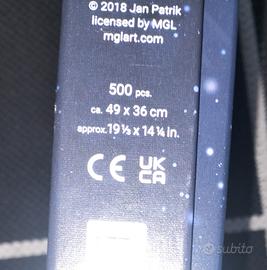 © 2018 Jan Patrik
licensed by MGL
mglart.com
500 pcs.
ca. 49 x 36 cm
approx. 19 ⅓ x 14 ¼ in.
CE UK
CA
subito